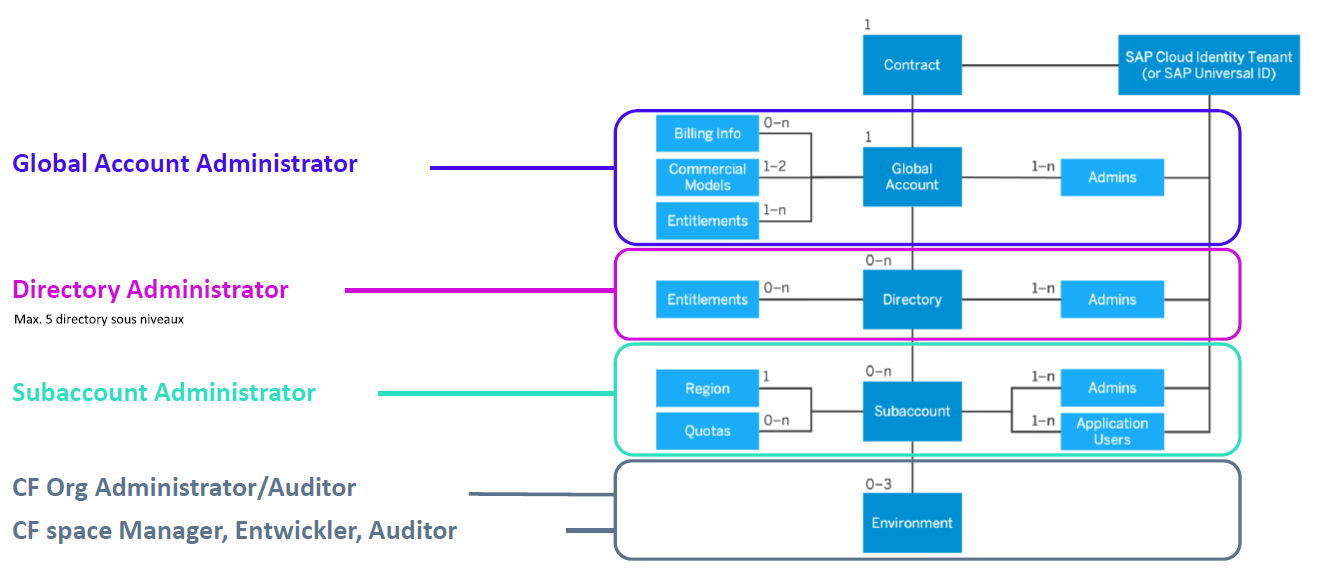 1
Contract
SAP Cloud Identity Tenant
(or SAP Universal ID)
Global Account Administrator
Billing Info
0–n
Commercial
Models
1–2
Entitlements
1–n
1
Global
Account
1–n
Admins
Directory Administrator
Max. 5 directory sous niveaux
Entitlements
0–n
0–n
Directory
1–n
Admins
Subaccount Administrator
Region
1
Quotas
0–n
0–n
Subaccount
1–n
Admins
1–n
Application
Users
CF Org Administrator/Auditor
CF space Manager, Entwickler, Auditor
0–3
Environment